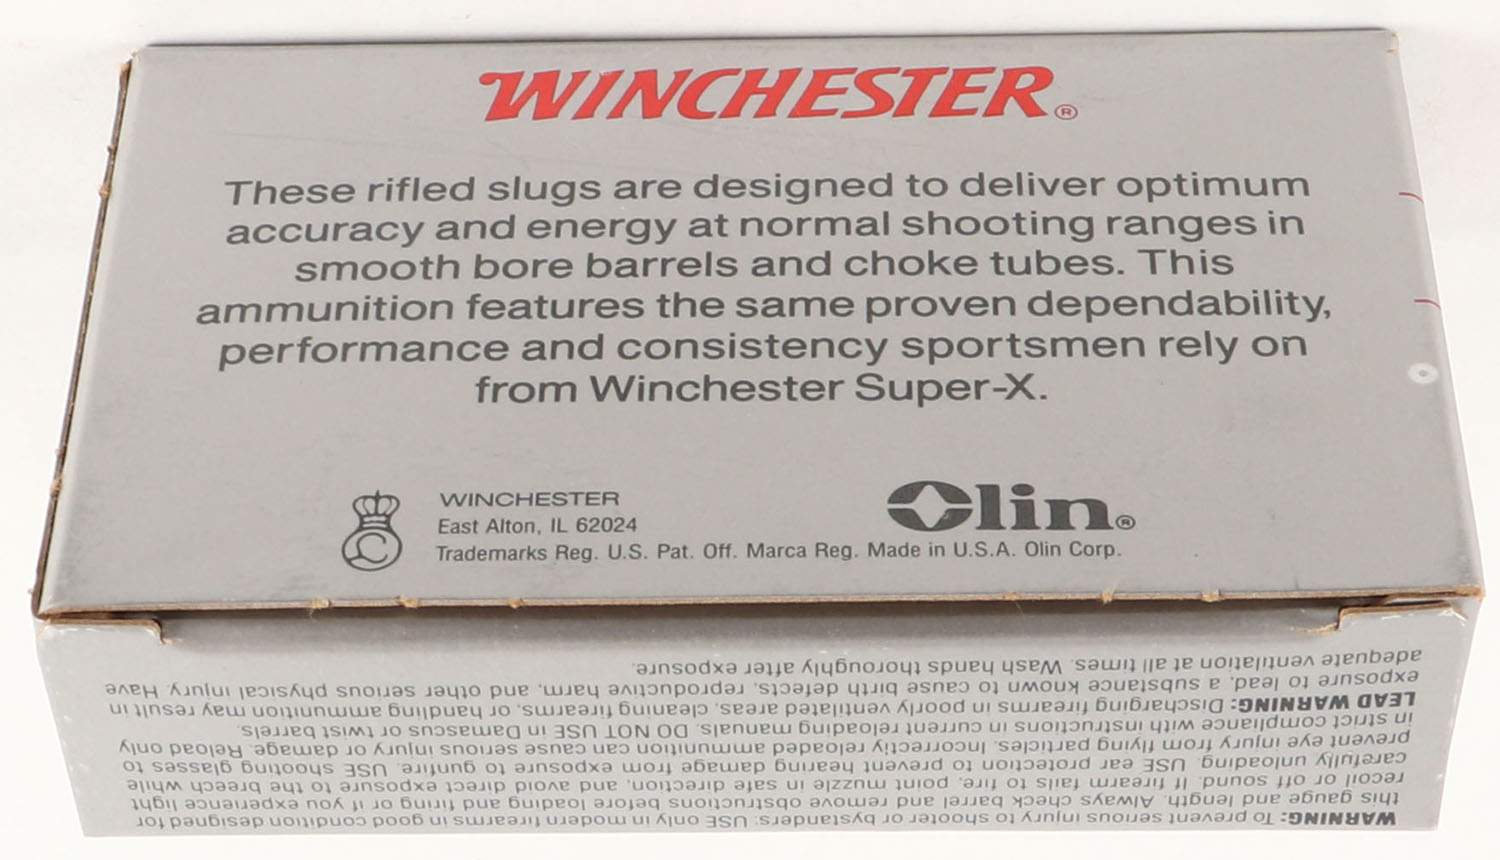 WINCHESTER®
These rifled slugs are designed to deliver optimum
accuracy and energy at normal shooting ranges in
smooth bore barrels and choke tubes. This
ammunition features the same proven dependability,
performance and consistency sportsmen rely on
from Winchester Super-X.
WINCHESTER
East Alton, IL 62024
Olin®
Trademarks Reg. U.S. Pat. Off. Marca Reg. Made in U.S.A. Olin Corp.
WARNING: To prevent serious injury to shooter or bystanders: USE only in modern firearms in good condition designed for
this gauge and length. Always check barrel and remove obstructions before loading and firing or if you experience light
recoil or off sound. If firearm fails to fire, point muzzle in safe direction, and avoid direct exposure to the breech while
carefully unloading. USE ear protection to prevent hearing damage from exposure to gunfire. USE shooting glasses to
prevent eye injury from flying particles. Incorrectly reloaded ammunition can cause serious injury or damage. Reload only
in strict compliance with instructions in current reloading manuals. DO NOT USE in Damascus or twist barrels.
LEAD WARNING: Discharging firearms in poorly ventilated areas, cleaning firearms, or handling ammunition may result in
exposure to lead, a substance known to cause birth defects, reproductive harm, and other serious physical injury. Have
adequate ventilation at all times. Wash hands thoroughly after exposure.